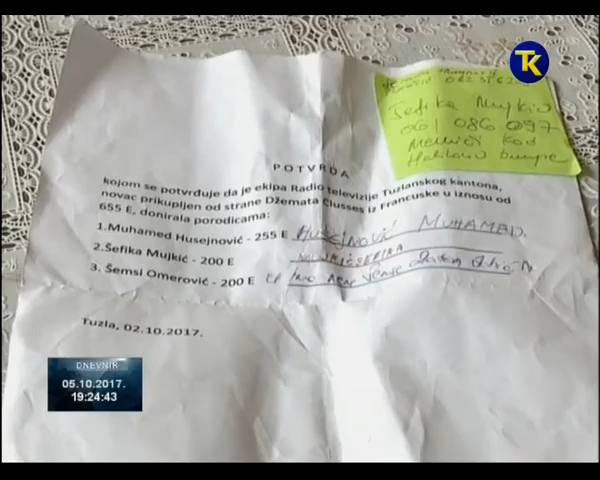 TK
Šefika Mujkić
061 086 097
kod
POTVRDA
kojom se potvrđuje da je ekipa Radio televizije Tuzlanskog kantona,
novac prikupljen od strane Džemata Clusses iz Francuske u iznosu od
655 E, donirala porodicama:
1.Muhamed Husejnović - 255 E HUSEJNOVIĆ MUHAMED.
2.Šefika Mujkić - 200 E
3. Šemsi Omerović - 200 E
Tuzla, 02.10.2017.
DNEVNIK
05.10.2017.
19:24:43